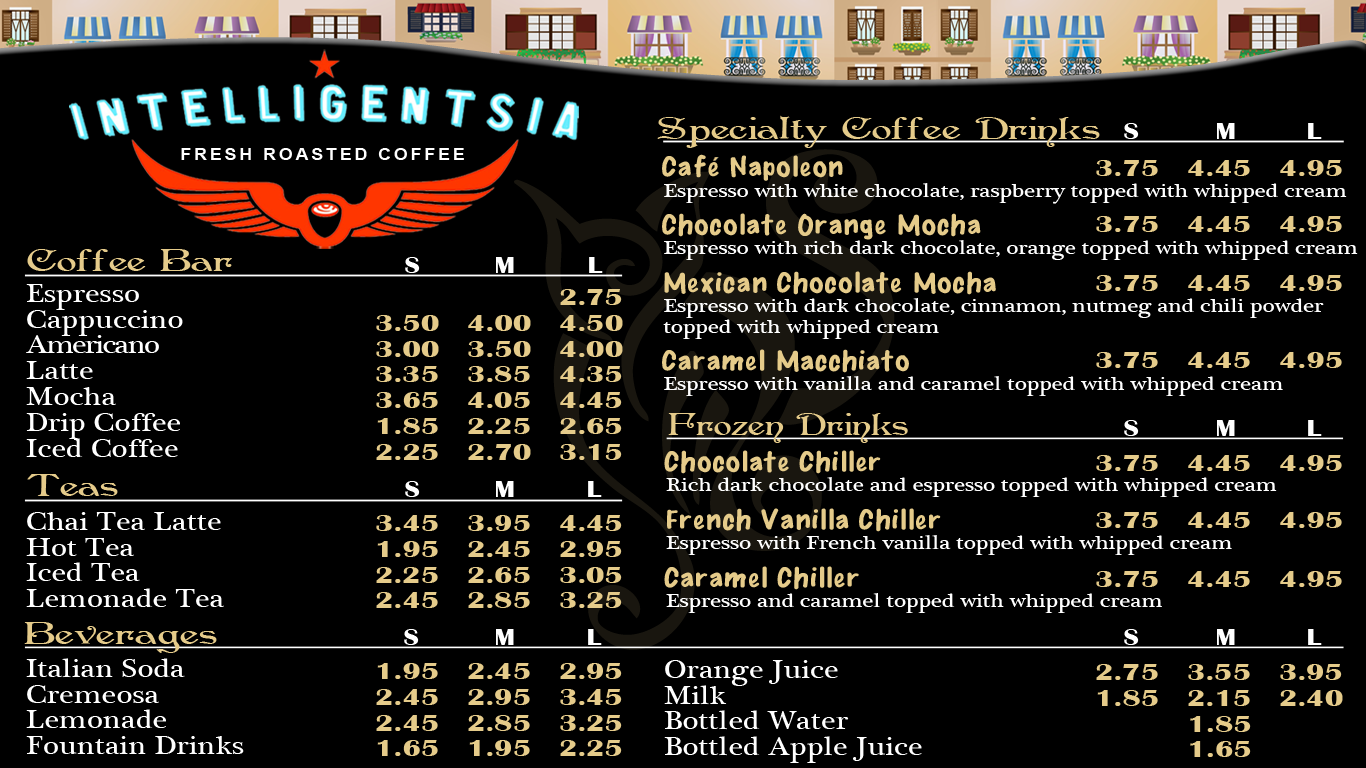 INTELLIGENTSIA
FRESH ROASTED COFFEE
Coffee Bar S M L
Espresso 2.75
Cappuccino 3.50 4.00 4.50
Americano 3.00 3.50 4.00
Latte 3.35 3.85 4.35
Mocha 3.65 4.05 4.45
Drip Coffee 1.85 2.25 2.65
Iced Coffee 2.25 2.70 3.15
Teas S M L
Chai Tea Latte 3.45 3.95 4.45
Hot Tea 1.95 2.45 2.95
Iced Tea 2.25 2.65 3.05
Lemonade Tea 2.45 2.85 3.25
Beverages S M L
Italian Soda 1.95 2.45 2.95
Cremeosa 2.45 2.95 3.45
Lemonade 2.45 2.85 3.25
Fountain Drinks 1.65 1.95 2.25
Specialty Coffee Drinks S M L
Café Napoleon 3.75 4.45 4.95
Espresso with white chocolate, raspberry topped with whipped cream
Chocolate Orange Mocha 3.75 4.45 4.95
Espresso with rich dark chocolate, orange topped with whipped cream
Mexican Chocolate Mocha 3.75 4.45 4.95
Espresso with dark chocolate, cinnamon, nutmeg and chili powder
topped with whipped cream
Caramel Macchiato 3.75 4.45 4.95
Espresso with vanilla and caramel topped with whipped cream
Frozen Drinks S M L
Chocolate Chiller 3.75 4.45 4.95
Rich dark chocolate and espresso topped with whipped cream
French Vanilla Chiller 3.75 4.45 4.95
Espresso with French vanilla topped with whipped cream
Caramel Chiller 3.75 4.45 4.95
Espresso and caramel topped with whipped cream
S M L
Orange Juice 2.75 3.55 3.95
Milk 1.85 2.15 2.40
Bottled Water 1.85
Bottled Apple Juice 1.65